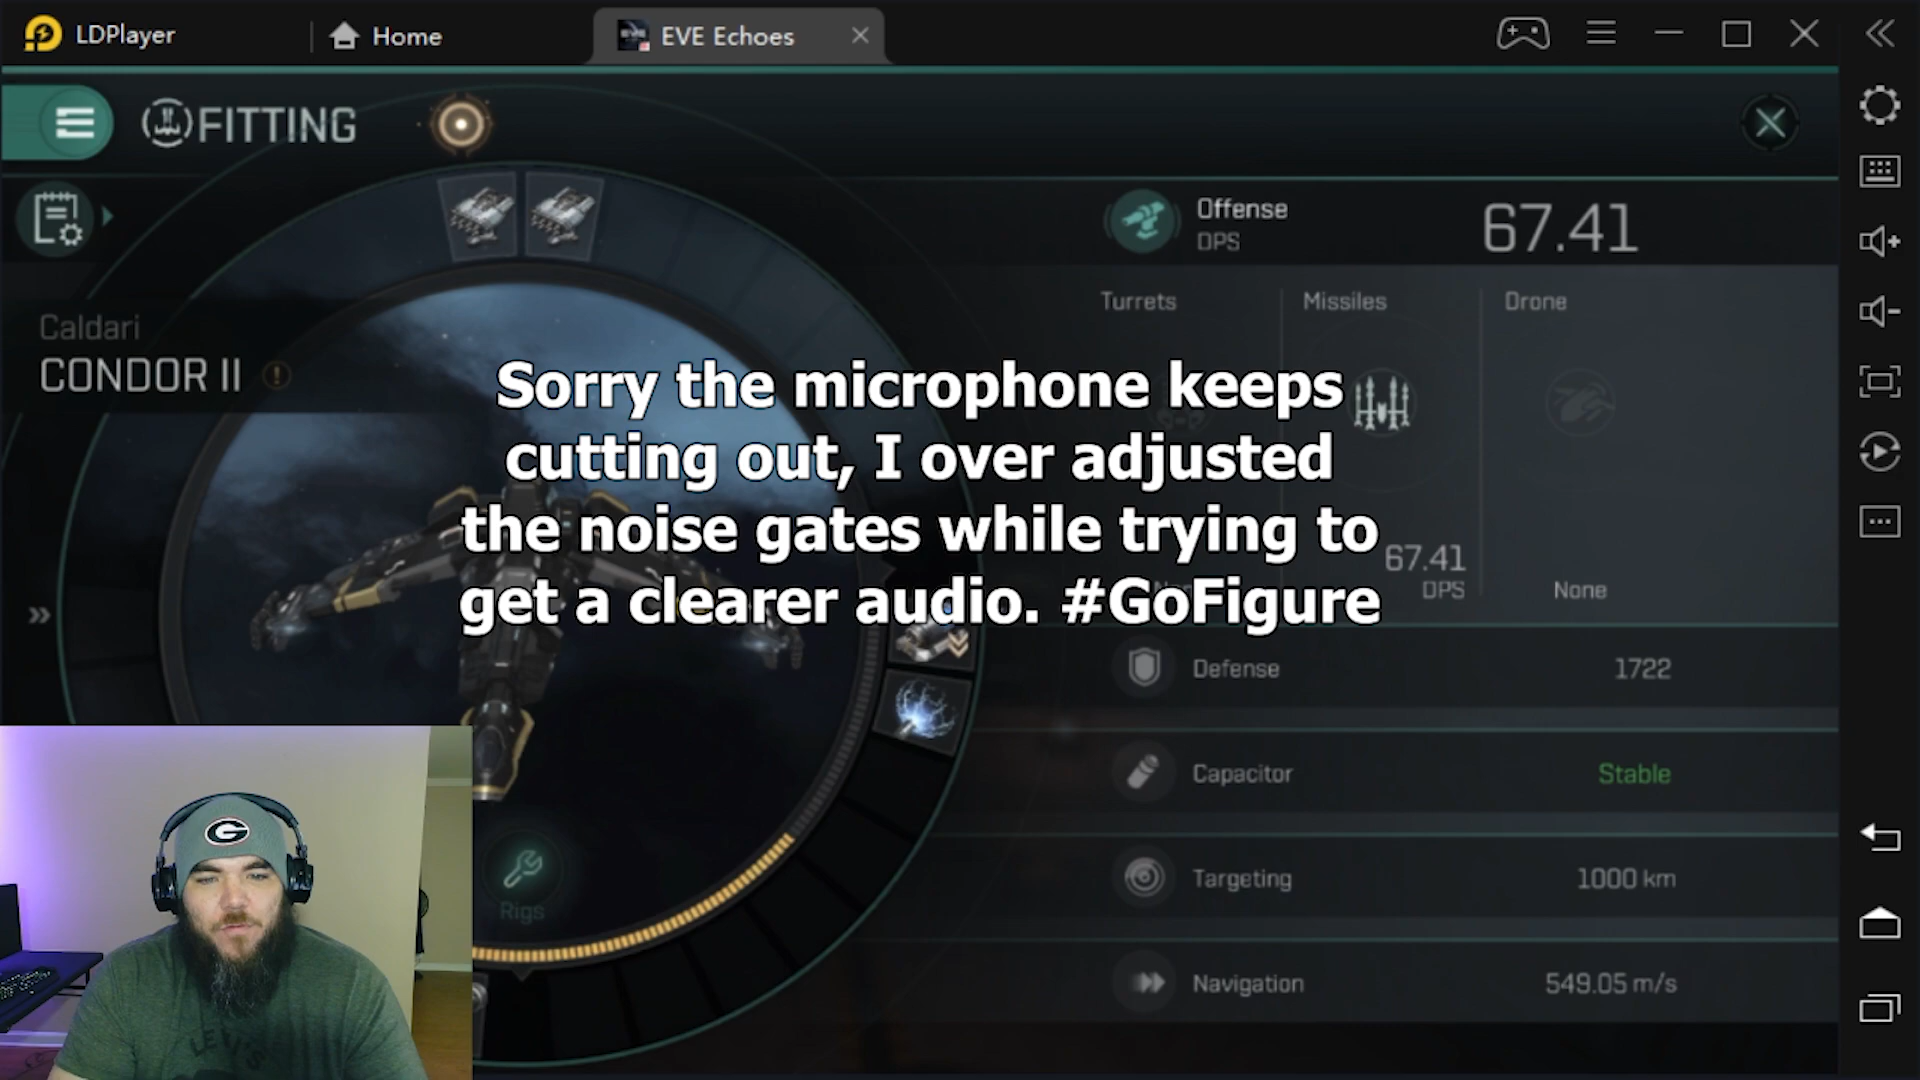 LDPlayer
Home
EVE Echoes
FITTING
Offense
DPS
67.41
Turrets
Missiles
Drone
Caldari
CONDOR II
Sorry the microphone keeps
cutting out, I over adjusted
the noise gates while trying to
get a clearer audio. #GoFigure
67.41
DPS
None
Defense
1722
Capacitor
Stable
Targeting
1000 km
Navigation
549.05 m/s
Rigs
G
LEVI'S